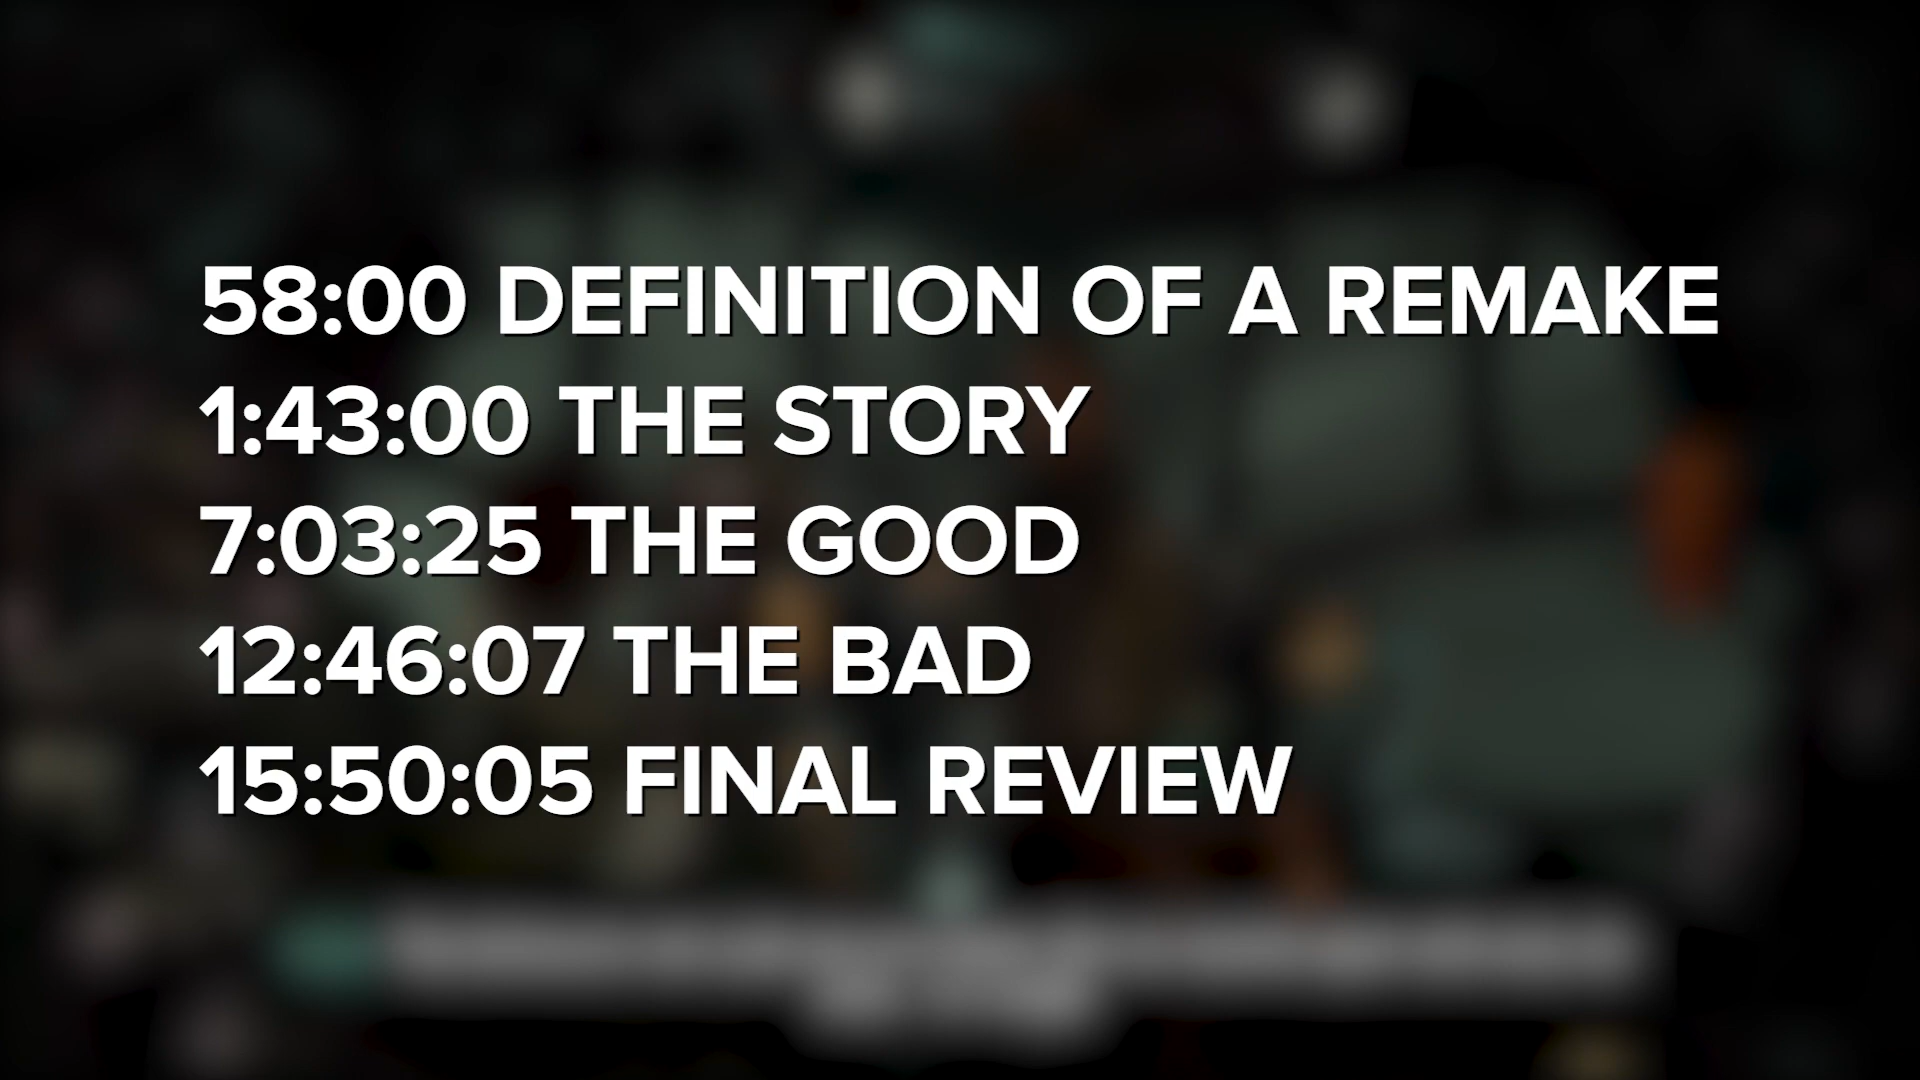 58:00 DEFINITION OF A REMAKE
1:43:00 THE STORY
7:03:25 THE GOOD
12:46:07 THE BAD
15:50:05 FINAL REVIEW